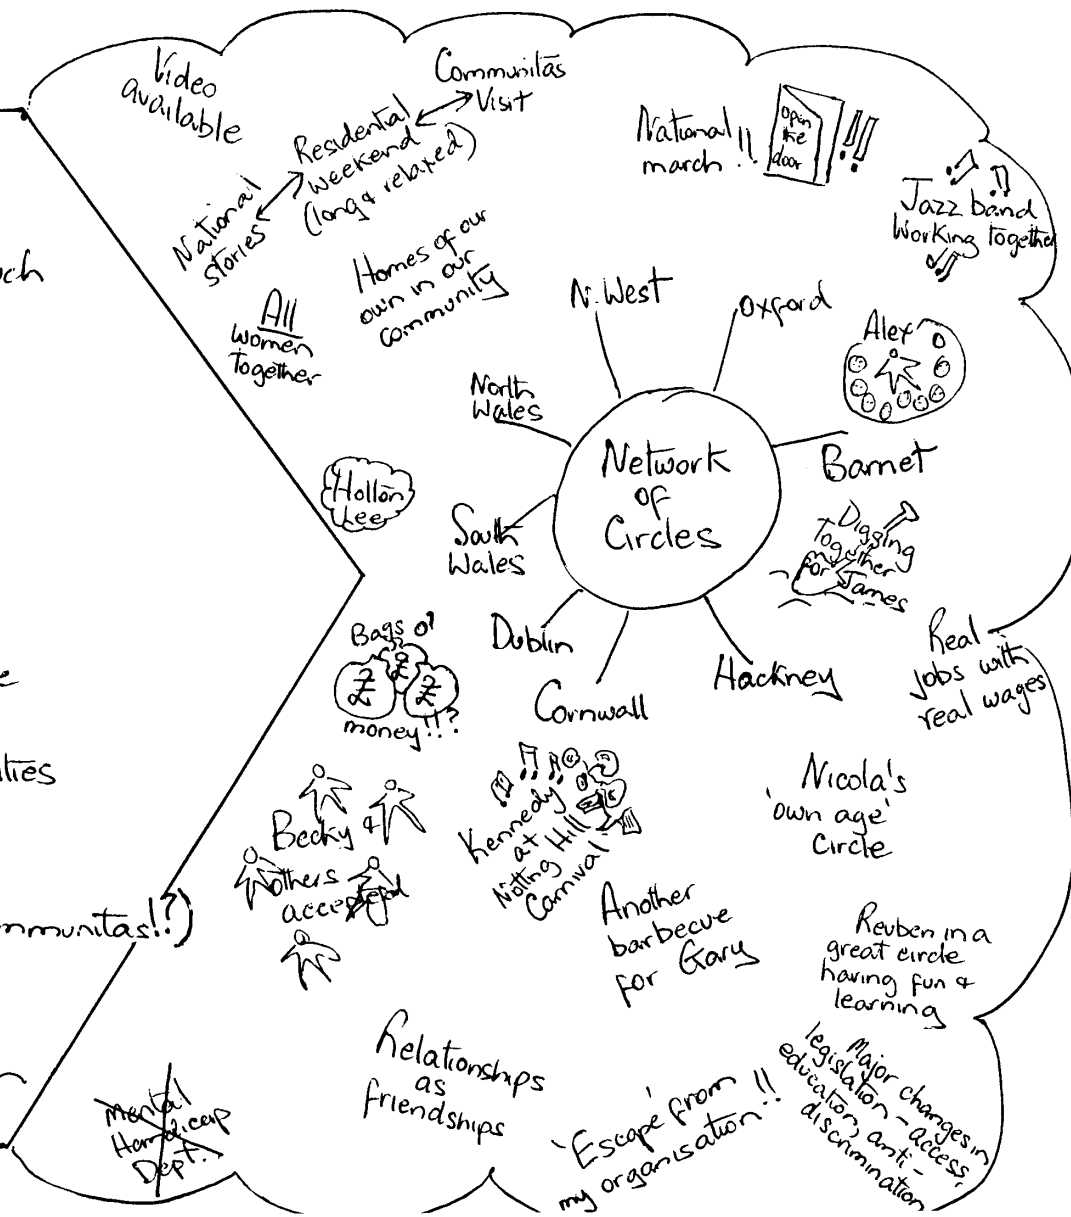 Video
available
Communitas
Visit
Residential
weekend
(long & relaxed)
National
stories
Homes of our
own in our
community
All
women
together
National
march !!
open
the
door
!!!
Jazz band
working together
N.West
Oxford
Alex
North
Wales
Network
of
Circles
Barnet
Hollon
Lee
South
Wales
Digging
Together
for James
Dublin
Hackney
Cornwall
Real
jobs with
real wages
Bags o'
£
£ £
money!!?
Nicola's
'own age'
Circle
Kennedy
at
Notting Hill
Carnival
Becky &
others
accepted
Another
barbecue
for Gary
Reuben in a
great circle
having fun &
learning
mmunitas!?)
Relationships
as
friendships
'Escape' from
my organisation!!
Major changes in
legislation - access,
education, anti-
discrimination
Mental
Handicap
Dept.